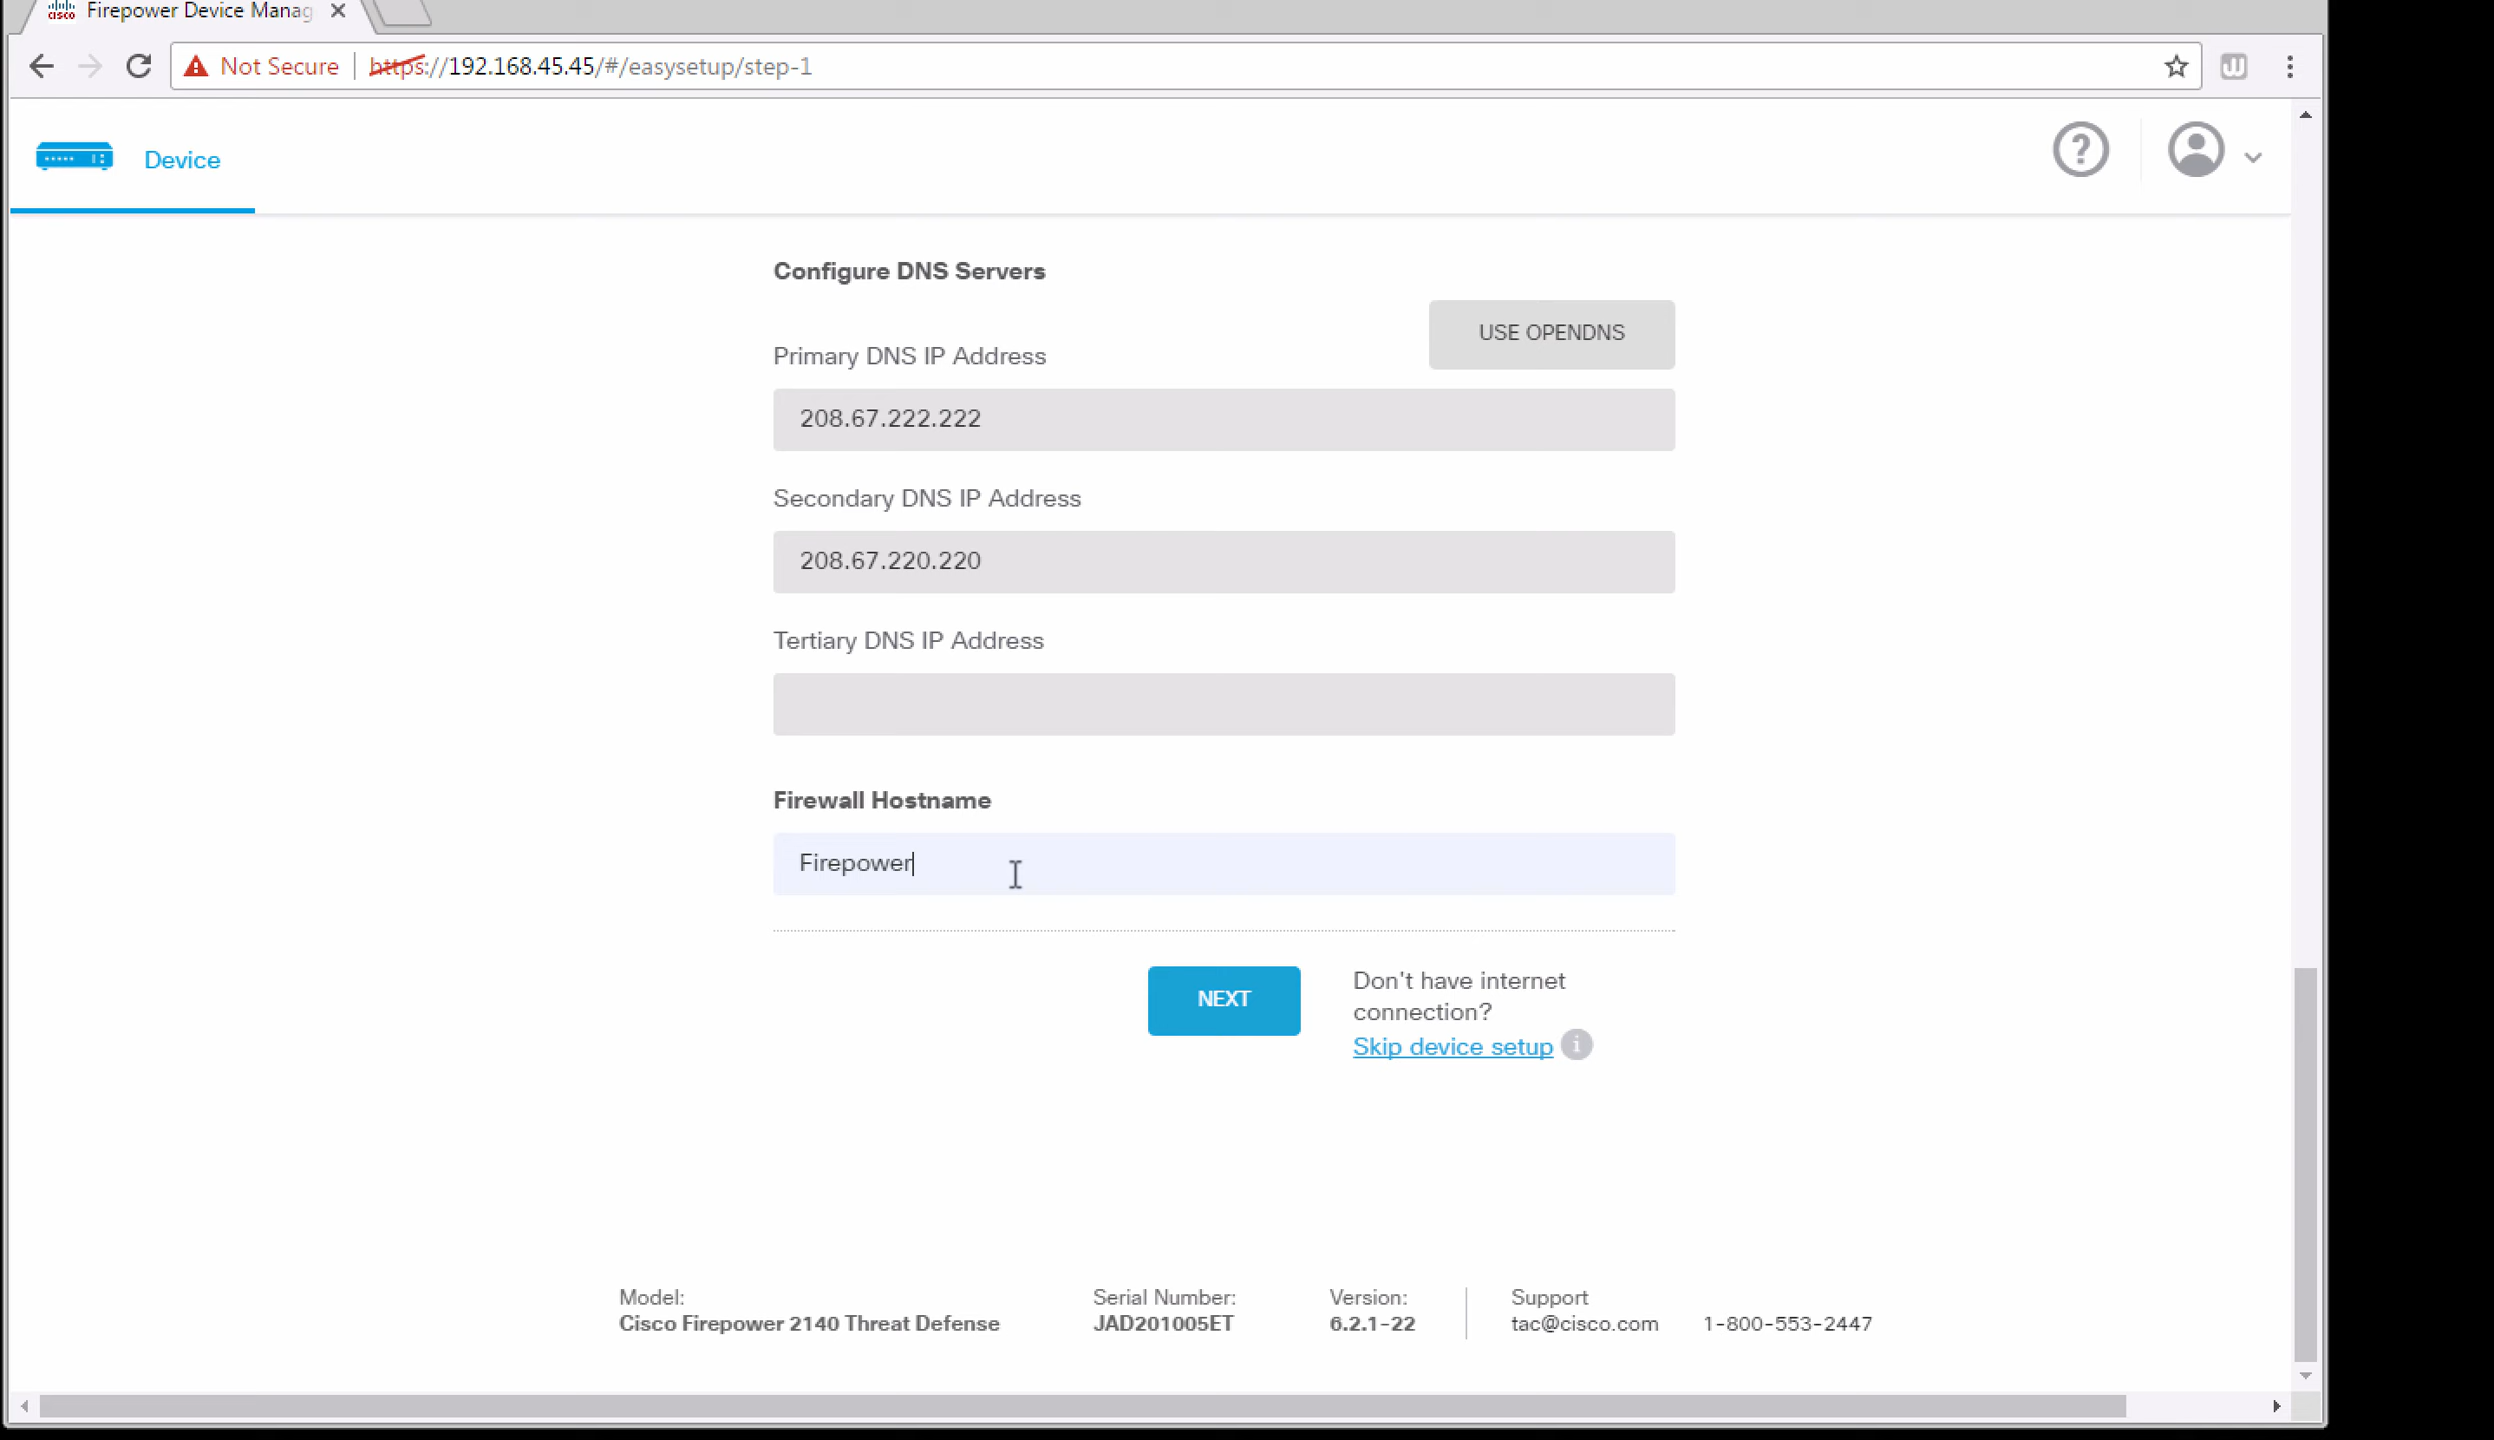 cisco
Firepower Device Manag
Not Secure https://192.168.45.45/#/easysetup/step-1
Device
Configure DNS Servers
USE OPENDNS
Primary DNS IP Address
208.67.222.222
Secondary DNS IP Address
208.67.220.220
Tertiary DNS IP Address
Firewall Hostname
Firepower
NEXT
Don't have internet
connection?
Skip device setup
Model:
Cisco Firepower 2140 Threat Defense
Serial Number:
JAD201005ET
Version:
6.2.1-22
Support
tac@cisco.com 1-800-553-2447